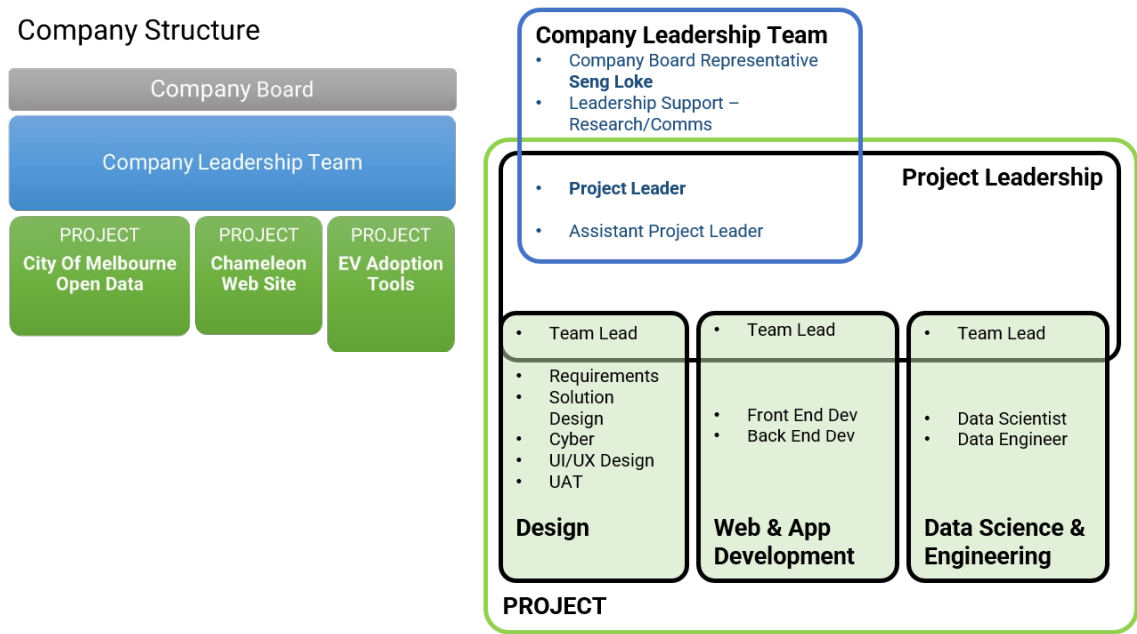 Company Structure
Company Board
Company Leadership Team
PROJECT
City Of Melbourne
Open Data
PROJECT
Chameleon
Web Site
PROJECT
EV Adoption
Tools
Company Leadership Team
• Company Board Representative
Seng Loke
• Leadership Support –
Research/Comms
Project Leadership
• Project Leader
• Assistant Project Leader
• Team Lead
• Requirements
• Solution
Design
• Cyber
• UI/UX Design
• UAT
Design
• Team Lead
• Front End Dev
• Back End Dev
Web & App
Development
• Team Lead
• Data Scientist
• Data Engineer
Data Science &
Engineering
PROJECT